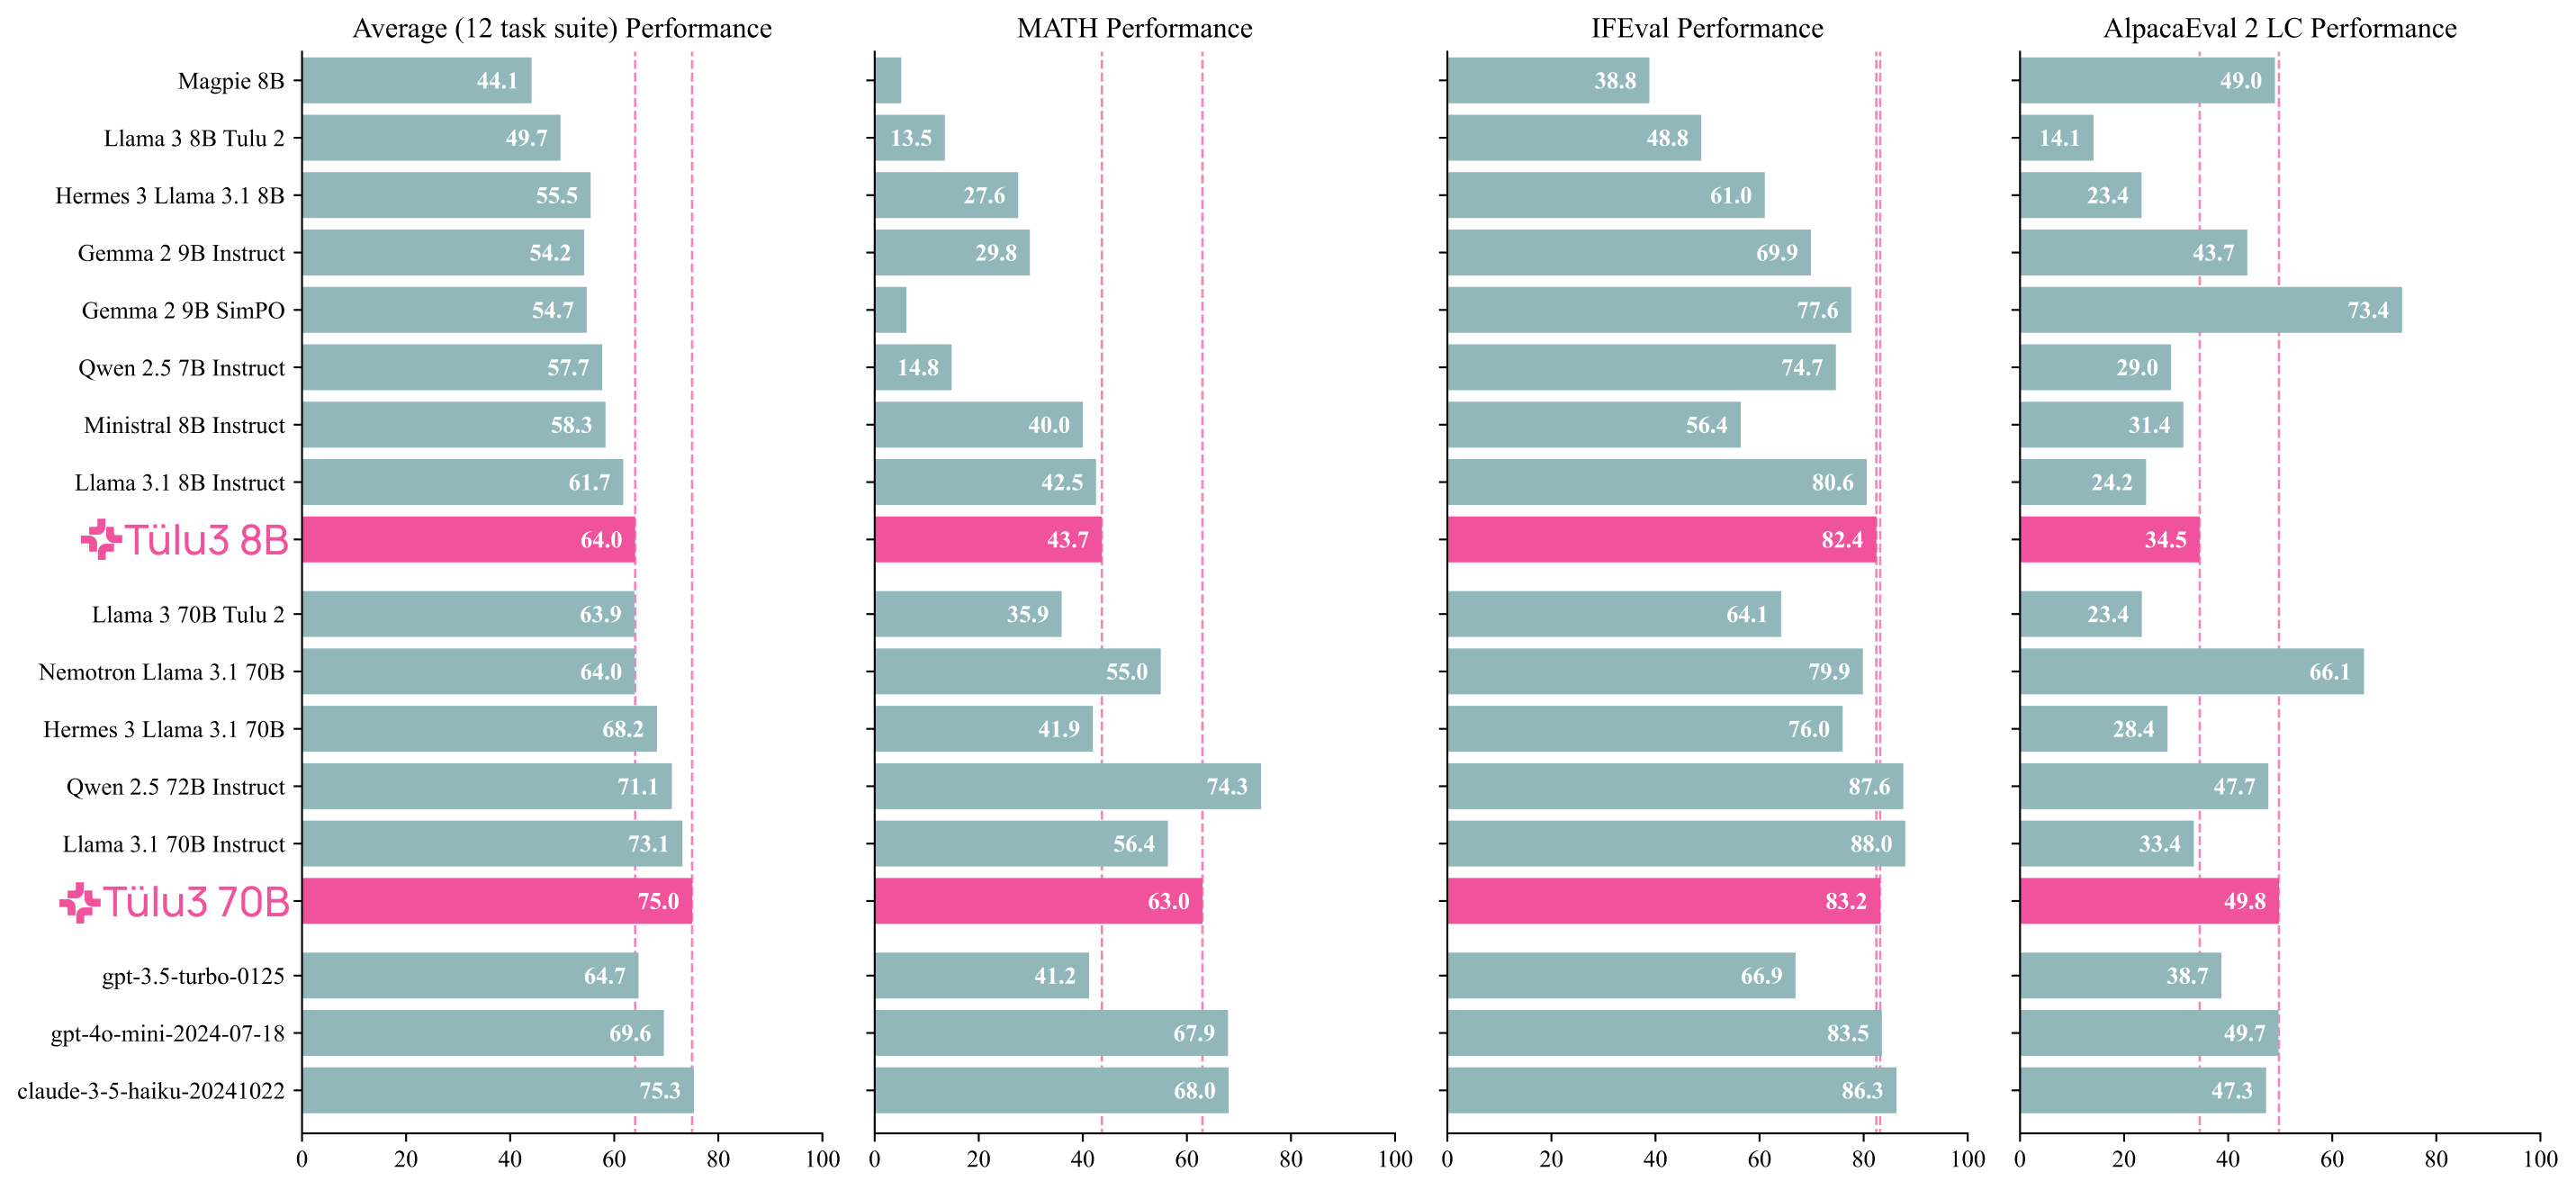 Average (12 task suite) Performance
MATH Performance
IFEval Performance
AlpacaEval 2 LC Performance
Magpie 8B 44.1 38.8 49.0
Llama 3 8B Tulu 2 49.7 13.5 48.8 14.1
Hermes 3 Llama 3.1 8B 55.5 27.6 61.0 23.4
Gemma 2 9B Instruct 54.2 29.8 69.9 43.7
Gemma 2 9B SimPO 54.7 77.6 73.4
Qwen 2.5 7B Instruct 57.7 14.8 74.7 29.0
Ministral 8B Instruct 58.3 40.0 56.4 31.4
Llama 3.1 8B Instruct 61.7 42.5 80.6 24.2
Tülu3 8B 64.0 43.7 82.4 34.5
Llama 3 70B Tulu 2 63.9 35.9 64.1 23.4
Nemotron Llama 3.1 70B 64.0 55.0 79.9 66.1
Hermes 3 Llama 3.1 70B 68.2 41.9 76.0 28.4
Qwen 2.5 72B Instruct 71.1 74.3 87.6 47.7
Llama 3.1 70B Instruct 73.1 56.4 88.0 33.4
Tülu3 70B 75.0 63.0 83.2 49.8
gpt-3.5-turbo-0125 64.7 41.2 66.9 38.7
gpt-4o-mini-2024-07-18 69.6 67.9 83.5 49.7
claude-3-5-haiku-20241022 75.3 68.0 86.3 47.3
0 20 40 60 80 100
0 20 40 60 80 100
0 20 40 60 80 100
0 20 40 60 80 100